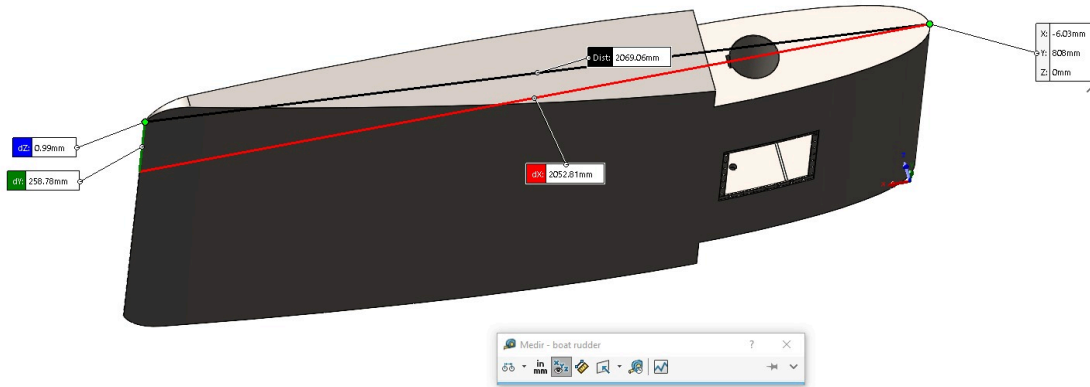 Dist: 2069.06mm
X: -6.03mm
Y: 808mm
Z: 0mm
dZ: 0.99mm
dY: 258.78mm
dX: 2052.81mm
Medir - boat rudder
?
in
mm
XYZ